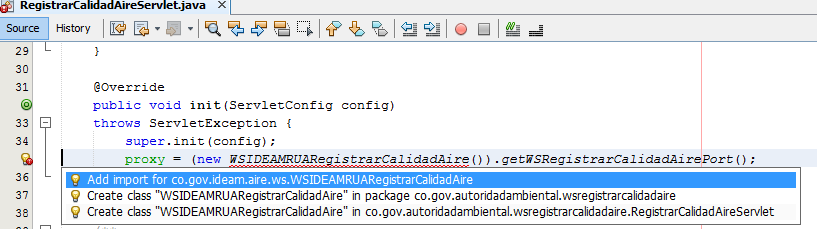 RegistrarCalidadAireServlet.java
Source History
29 }
30
31 @Override
public void init(ServletConfig config)
33 throws ServletException {
34 super.init(config);
proxy = (new WSIDEAMRUARegistrarCalidadAire()).getWSRegistrarCalidadAirePort();
36
Add import for co.gov.ideam.aire.ws.WSIDEAMRUARegistrarCalidadAire
37
Create class "WSIDEAMRUARegistrarCalidadAire" in package co.gov.autoridadambiental.wsregistrarcalidadaire
38
Create class "WSIDEAMRUARegistrarCalidadAire" in co.gov.autoridadambiental.wsregistrarcalidadaire.RegistrarCalidadAireServlet